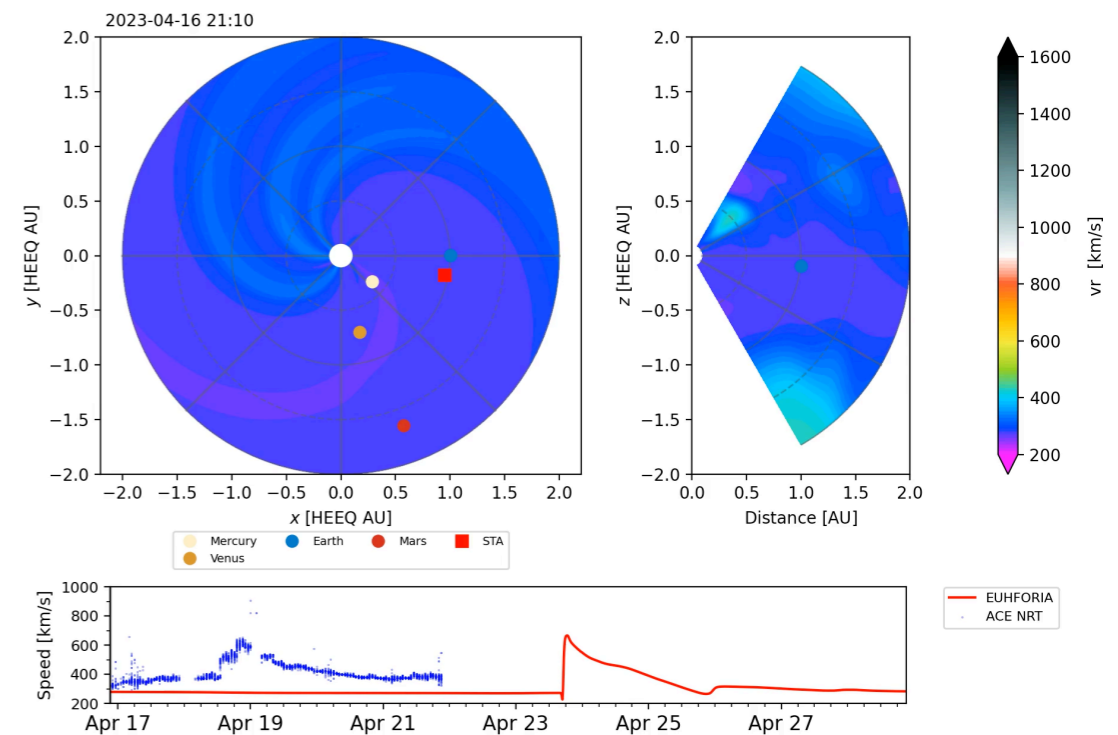 2023-04-16 21:10
2.0
1.5
1.0
0.5
0.0
−0.5
−1.0
−1.5
−2.0
y [HEEQ AU]
−2.0 −1.5 −1.0 −0.5 0.0 0.5 1.0 1.5 2.0
x [HEEQ AU]
2.0
1.5
1.0
0.5
0.0
−0.5
−1.0
−1.5
−2.0
z [HEEQ AU]
0.0 0.5 1.0 1.5 2.0
Distance [AU]
1600
1400
1200
1000
800
600
400
200
vr [km/s]
Mercury Earth Mars STA
Venus
1000
800
600
400
200
Speed [km/s]
Apr 17 Apr 19 Apr 21 Apr 23 Apr 25 Apr 27
EUHFORIA
ACE NRT